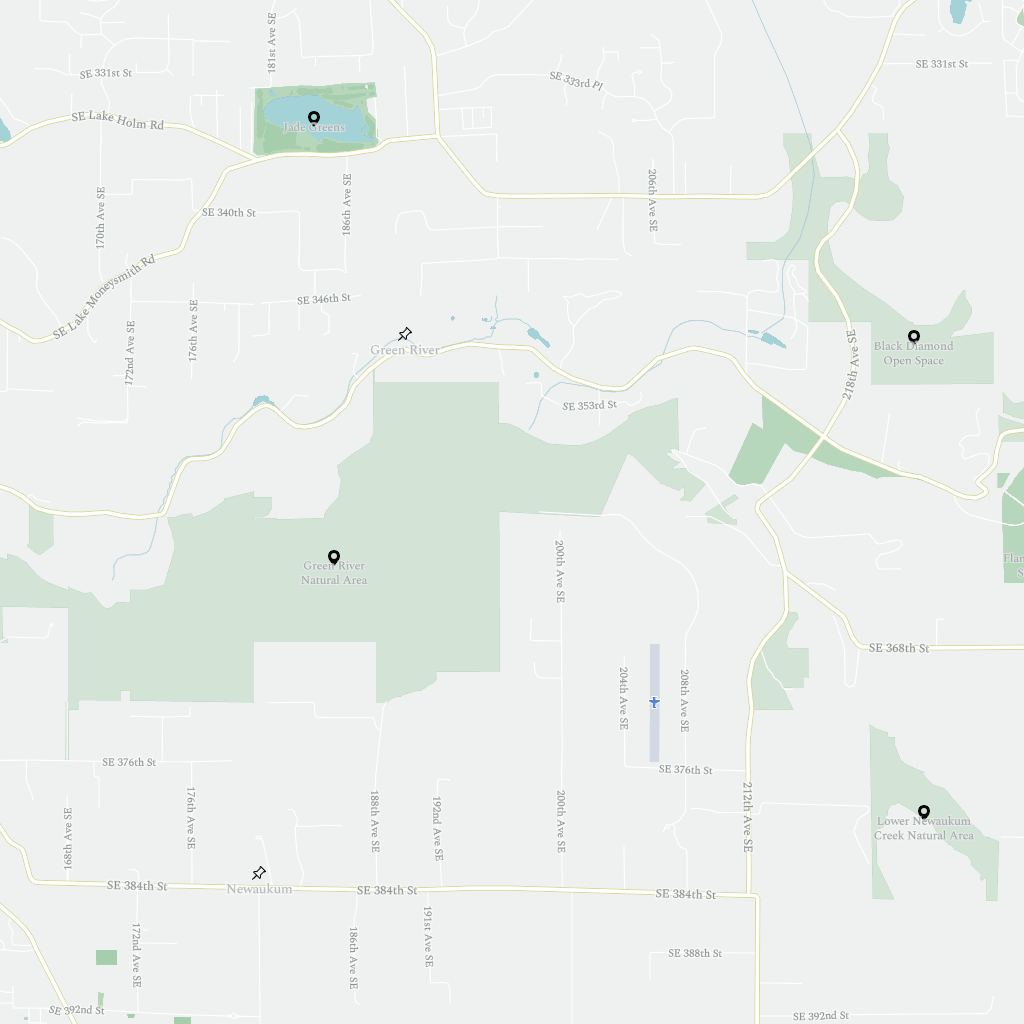 181st Ave SE
SE 331st St
SE 333rd Pl
SE 331st St
SE Lake Holm Rd
Jade Greens
170th Ave SE
186th Ave SE
206th Ave SE
SE 340th St
SE Lake Moneysmith Rd
SE 346th St
176th Ave SE
172nd Ave SE
Green River
218th Ave SE
Black Diamond
Open Space
SE 353rd St
Green River
Natural Area
200th Ave SE
Flan
S
SE 368th St
204th Ave SE
208th Ave SE
SE 376th St
SE 376th St
168th Ave SE
176th Ave SE
188th Ave SE
192nd Ave SE
200th Ave SE
212th Ave SE
Lower Newaukum
Creek Natural Area
SE 384th St
Newaukum
SE 384th St
SE 384th St
172nd Ave SE
186th Ave SE
191st Ave SE
SE 388th St
SE 392nd St
SE 392nd St